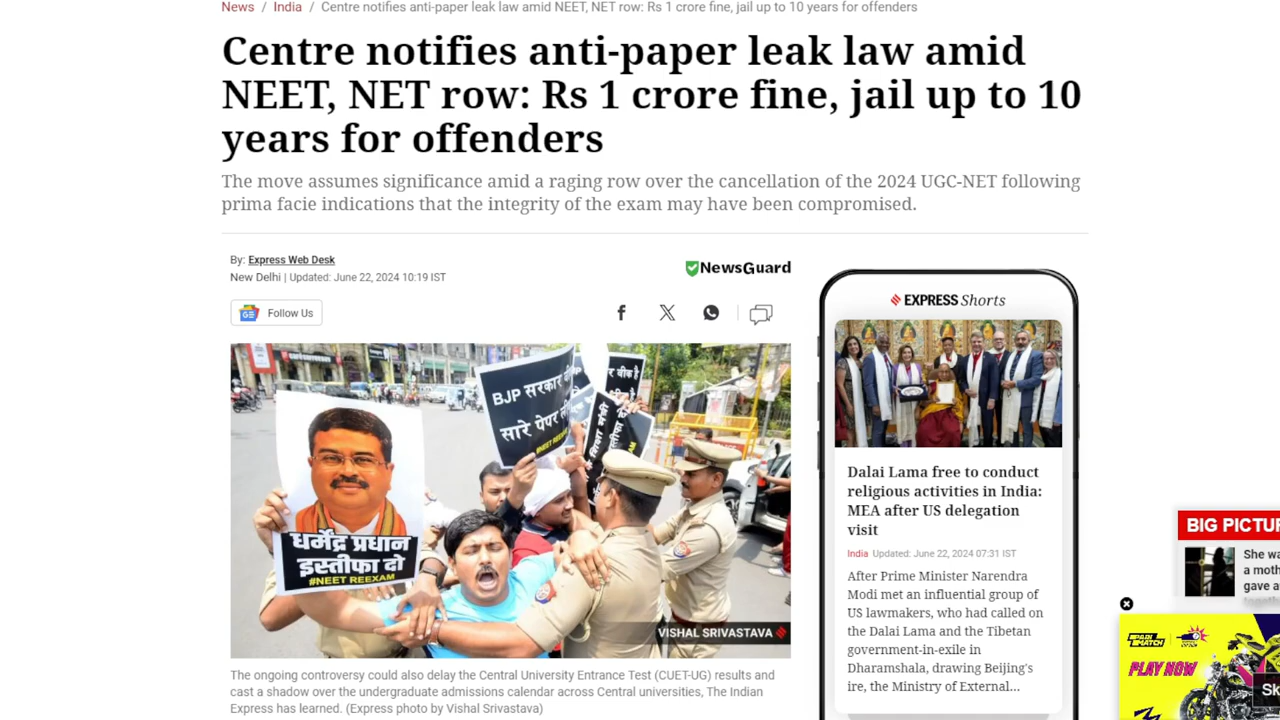 News / India / Centre notifies anti-paper leak law amid NEET, NET row: Rs 1 crore fine, jail up to 10 years for offenders
Centre notifies anti-paper leak law amid
NEET, NET row: Rs 1 crore fine, jail up to 10
years for offenders
The move assumes significance amid a raging row over the cancellation of the 2024 UGC-NET following
prima facie indications that the integrity of the exam may have been compromised.
By: Express Web Desk
New Delhi | Updated: June 22, 2024 10:19 IST
NewsGuard
GE Follow Us
BJP सरकार
सारे पेपर
#NEET REEXAM
धर्मेंद्र प्रधान
इस्तीफा दो
#NEET REEXAM
VISHAL SRIVASTAVA
The ongoing controversy could also delay the Central University Entrance Test (CUET-UG) results and
cast a shadow over the undergraduate admissions calendar across Central universities, The Indian
Express has learned. (Express photo by Vishal Srivastava)
EXPRESS Shorts
Dalai Lama free to conduct
religious activities in India:
MEA after US delegation
visit
India Updated: June 22, 2024 07:31 IST
After Prime Minister Narendra
Modi met an influential group of
US lawmakers, who had called on
the Dalai Lama and the Tibetan
government-in-exile in
Dharamshala, drawing Beijing's
ire, the Ministry of External...
BIG PICTU
She wa
a moth
gave a
PARI MATCH
PLAY NOW
Sk